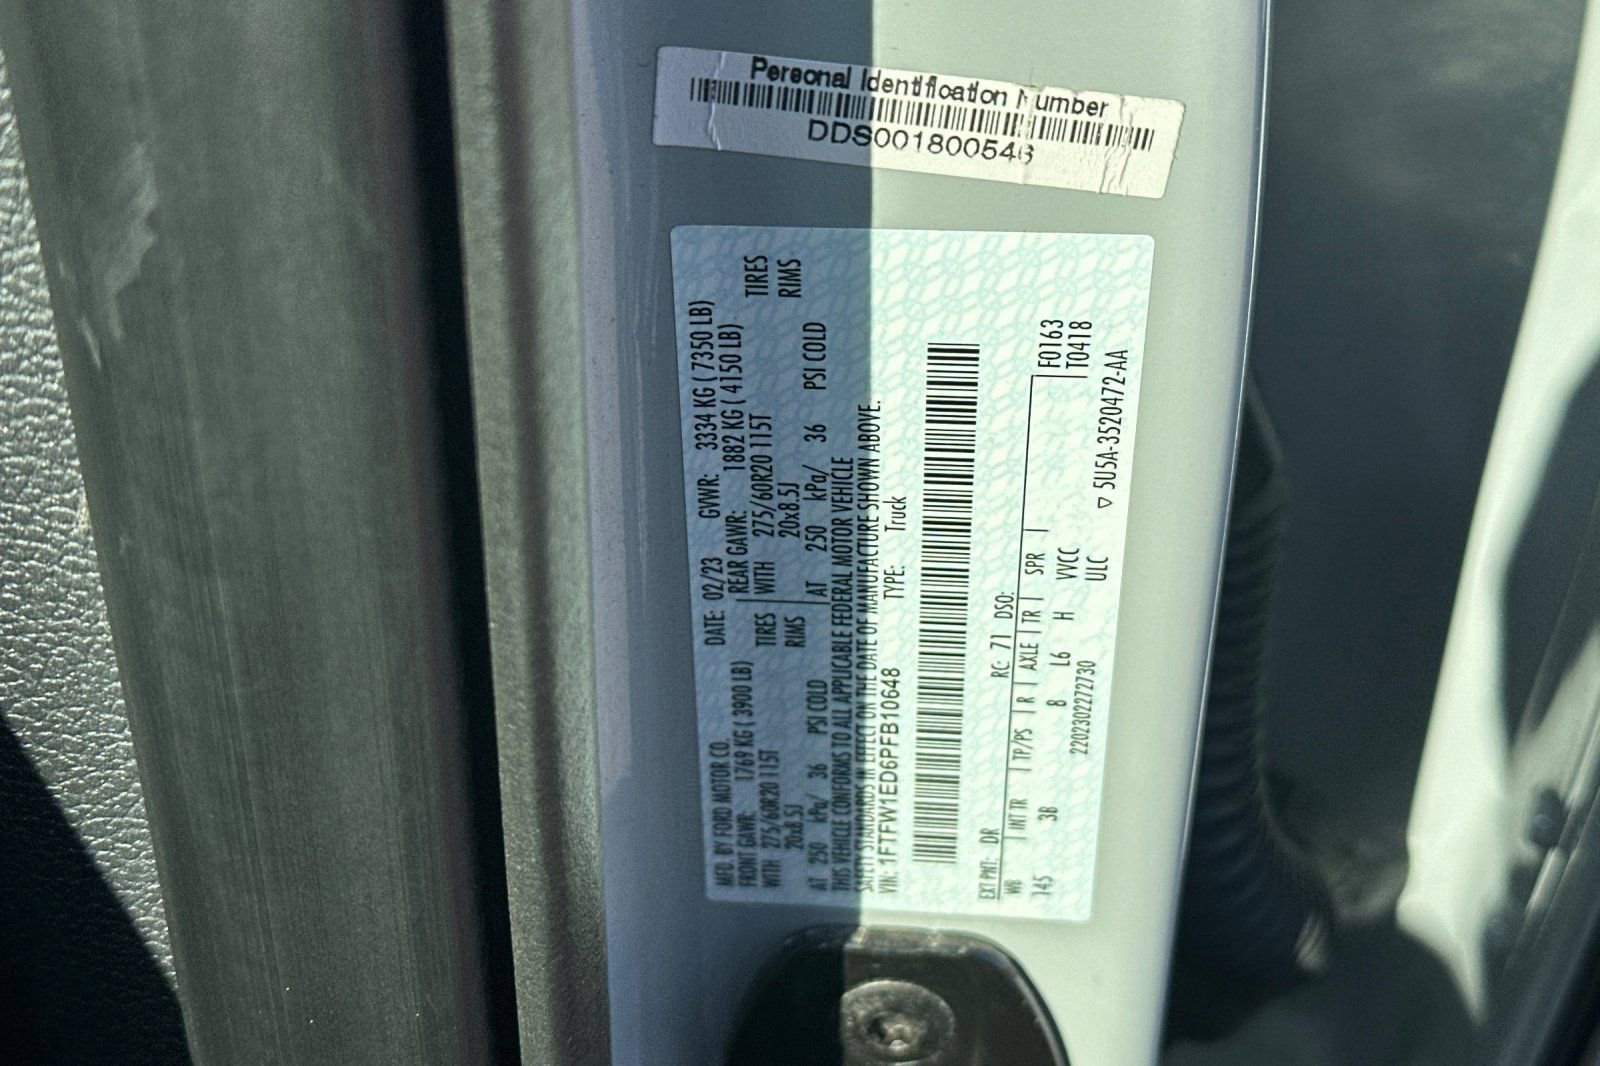 Personal Identification Number
DDS001800546
MFD. BY FORD MOTOR CO.
DATE: 02/23 GVWR: 3334 KG ( 7350 LB)
FRONT GAWR: 1769 KG ( 3900 LB)
REAR GAWR: 1882 KG ( 4150 LB)
WITH 275/60R20 115T TIRES
WITH 275/60R20 115T TIRES
20x8.5J RIMS
20x8.5J RIMS
AT 250 kPa/ 36 PSI COLD
AT 250 kPa/ 36 PSI COLD
THIS VEHICLE CONFORMS TO ALL APPLICABLE FEDERAL MOTOR VEHICLE
SAFETY STANDARDS IN EFFECT ON THE DATE OF MANUFACTURE SHOWN ABOVE.
VIN: 1FTFW1ED6PFB10648 TYPE: Truck
EXT PNT: DR RC: 71 DSO:
WB INT TR TP/PS R AXLE TR SPR F0163
145 3B 8 L6 H VVCC T0418
220230227230 ULC
▽ 5U5A-3520472-AA